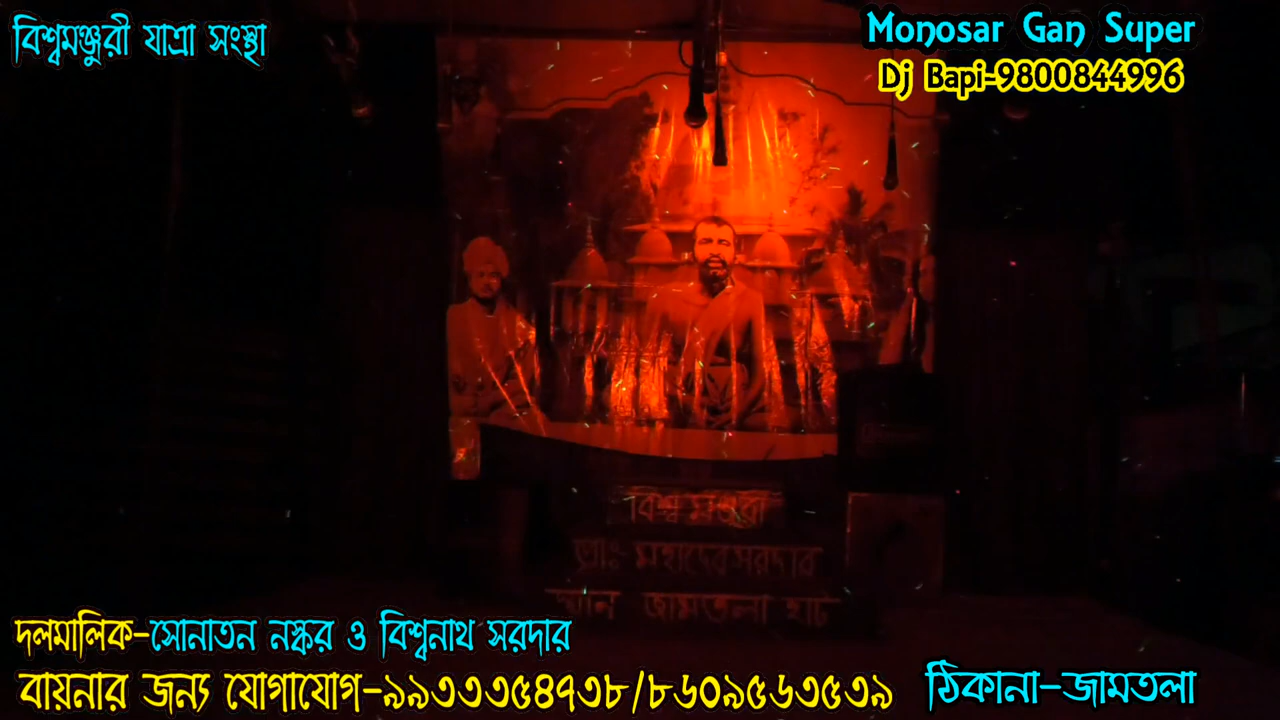 বিশ্বমঞ্জুরী যাত্রা সংস্থা
Monosar Gan Super
Dj Bapi-9800844996
বিশ্ব মঞ্জুরী
প্রাঃ মহাদেব সরদার
স্থান জামতলা হাট
দলমালিক-সোনাতন নস্কর ও বিশ্বনাথ সরদার
বায়নার জন্য যোগাযোগ-৯৯৩৩৩৫৪৭৩৮/৮৬০৯৫৬৩৫৩৯
ঠিকানা-জামতলা